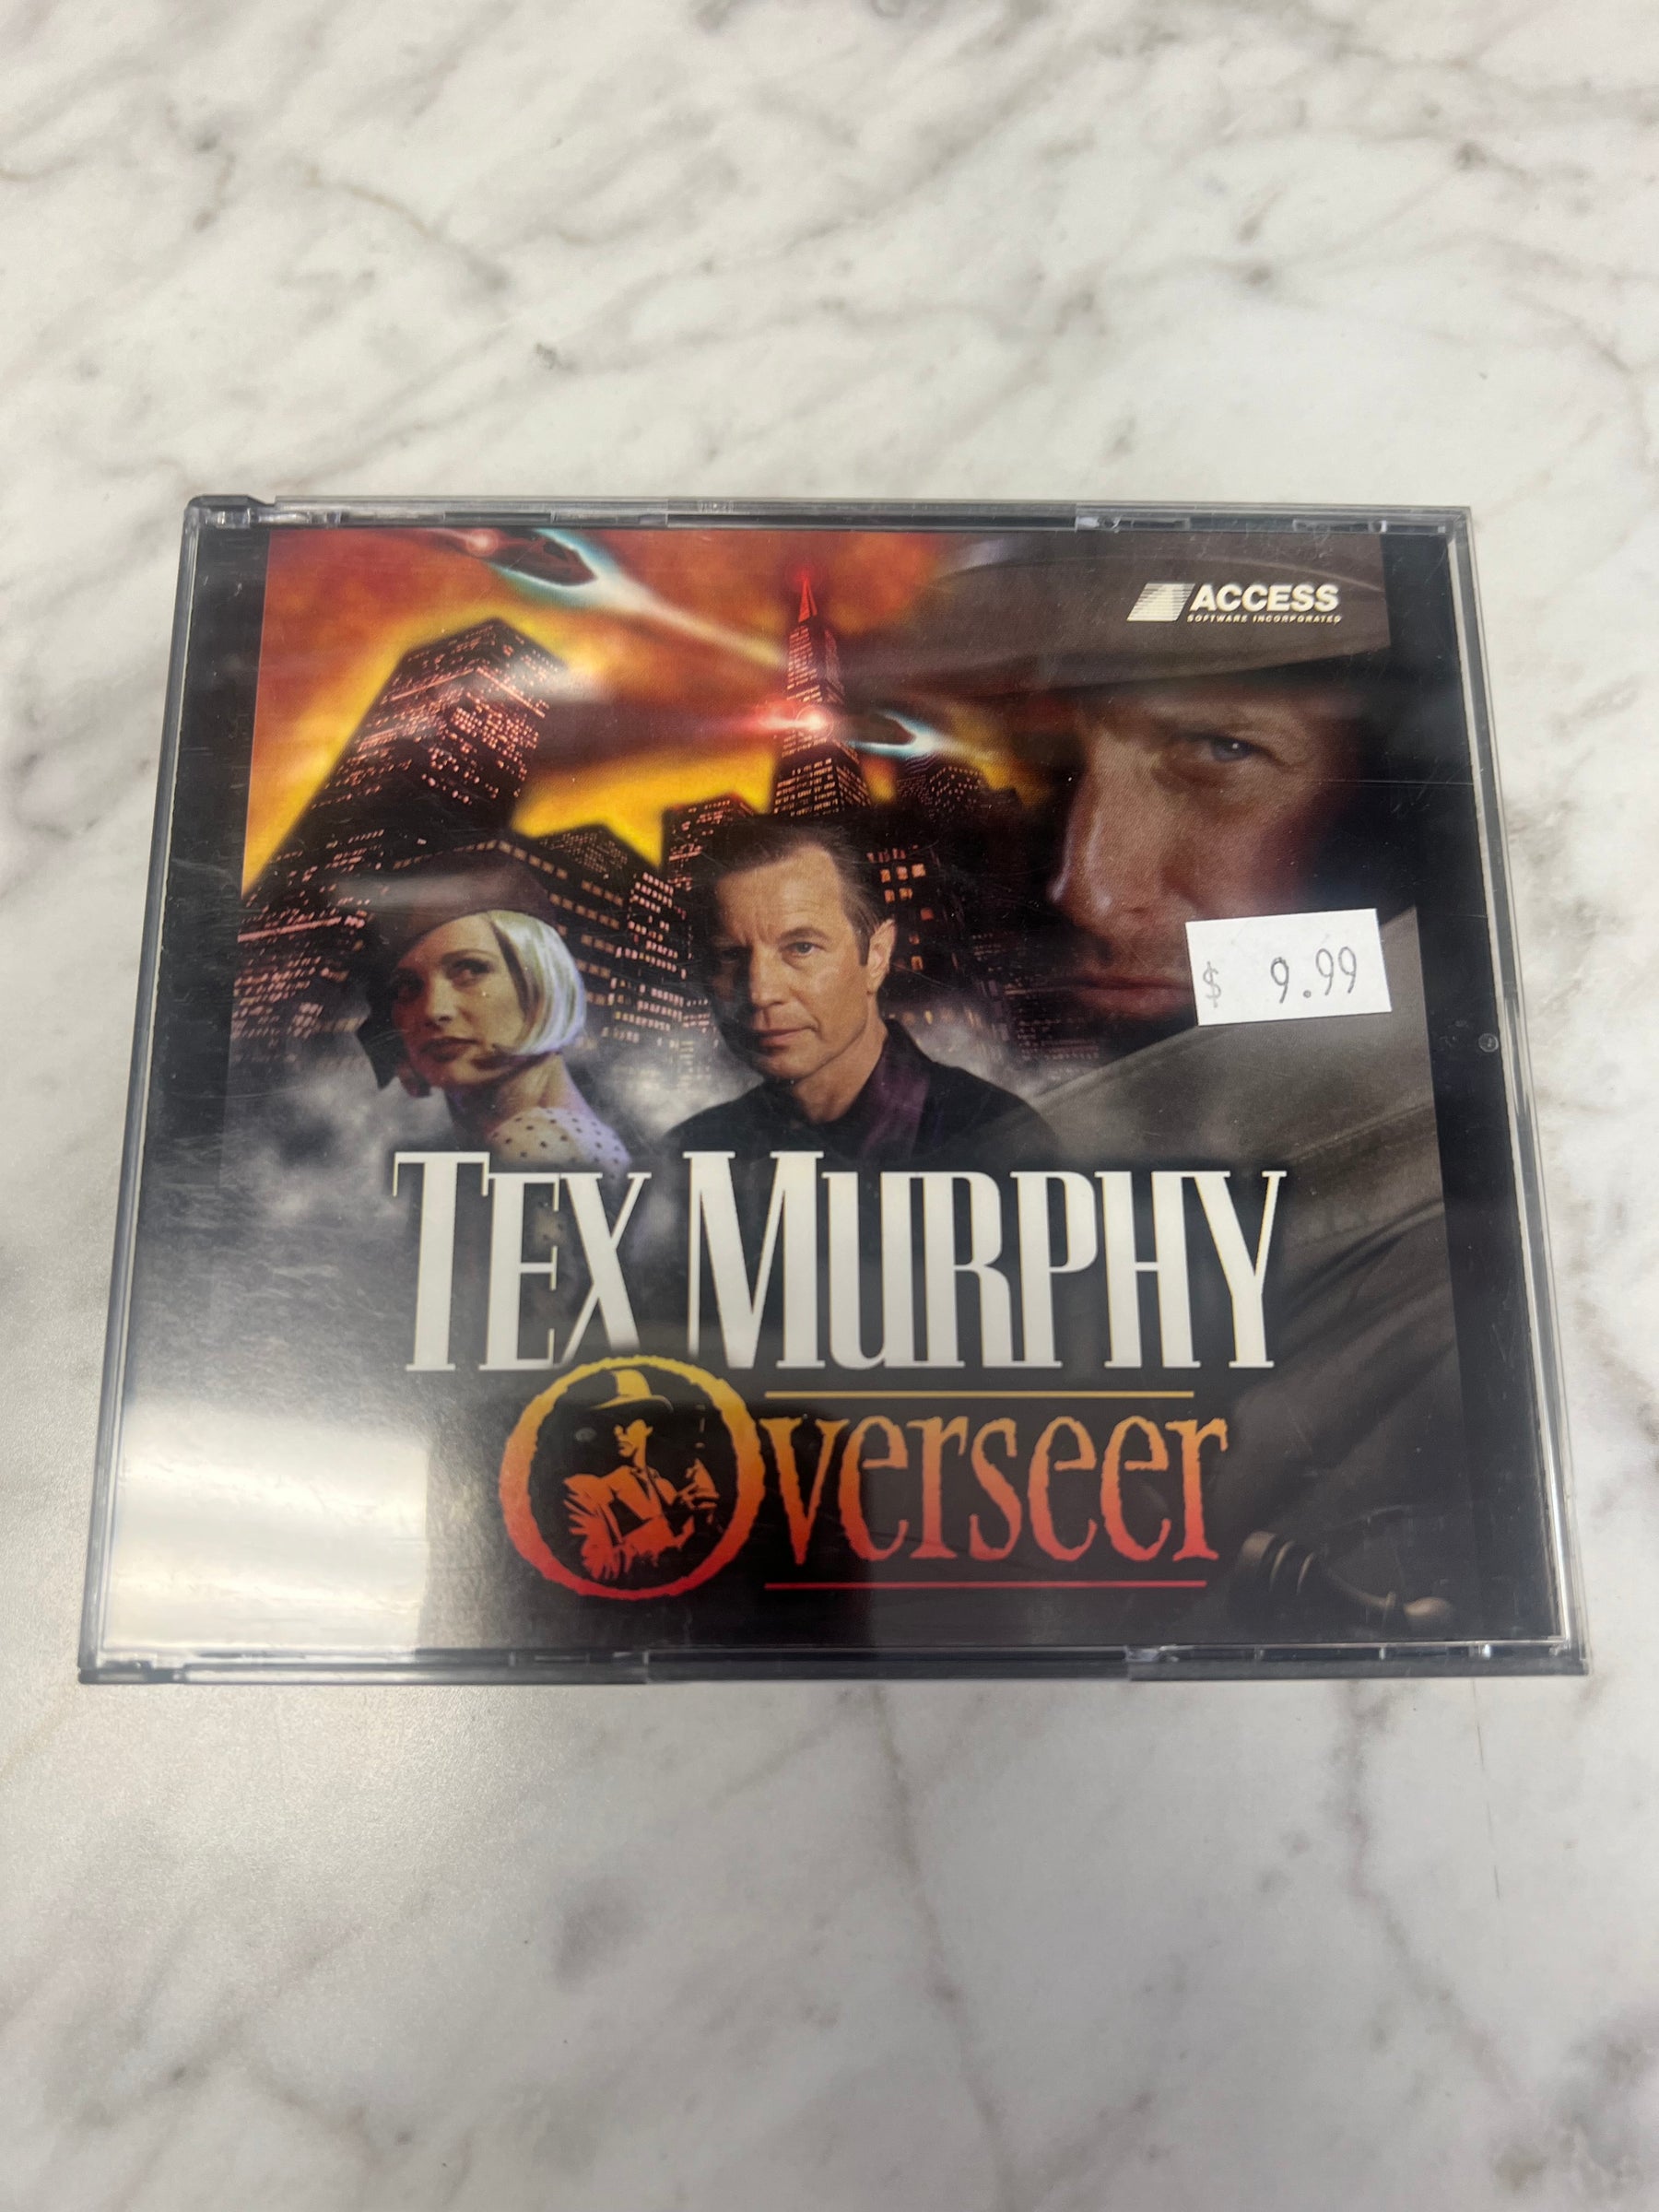 ACCESS
SOFTWARE INCORPORATED
$ 9.99
TEX MURPHY
Overseer